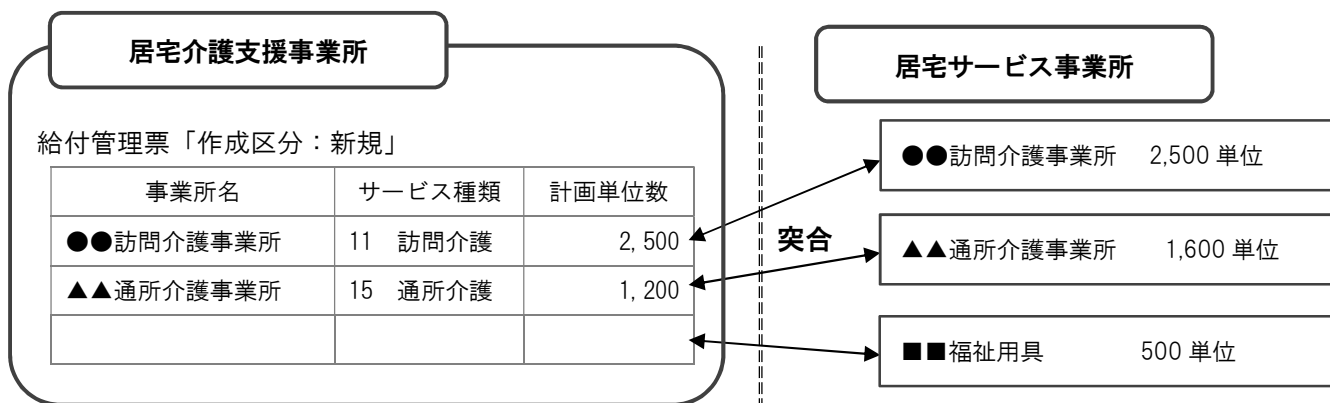 居宅介護支援事業所
給付管理票「作成区分：新規」
事業所名 サービス種類 計画単位数
●●訪問介護事業所 11 訪問介護 2,500
▲▲通所介護事業所 15 通所介護 1,200
突合
居宅サービス事業所
●●訪問介護事業所 2,500 単位
▲▲通所介護事業所 1,600 単位
■■福祉用具 500 単位